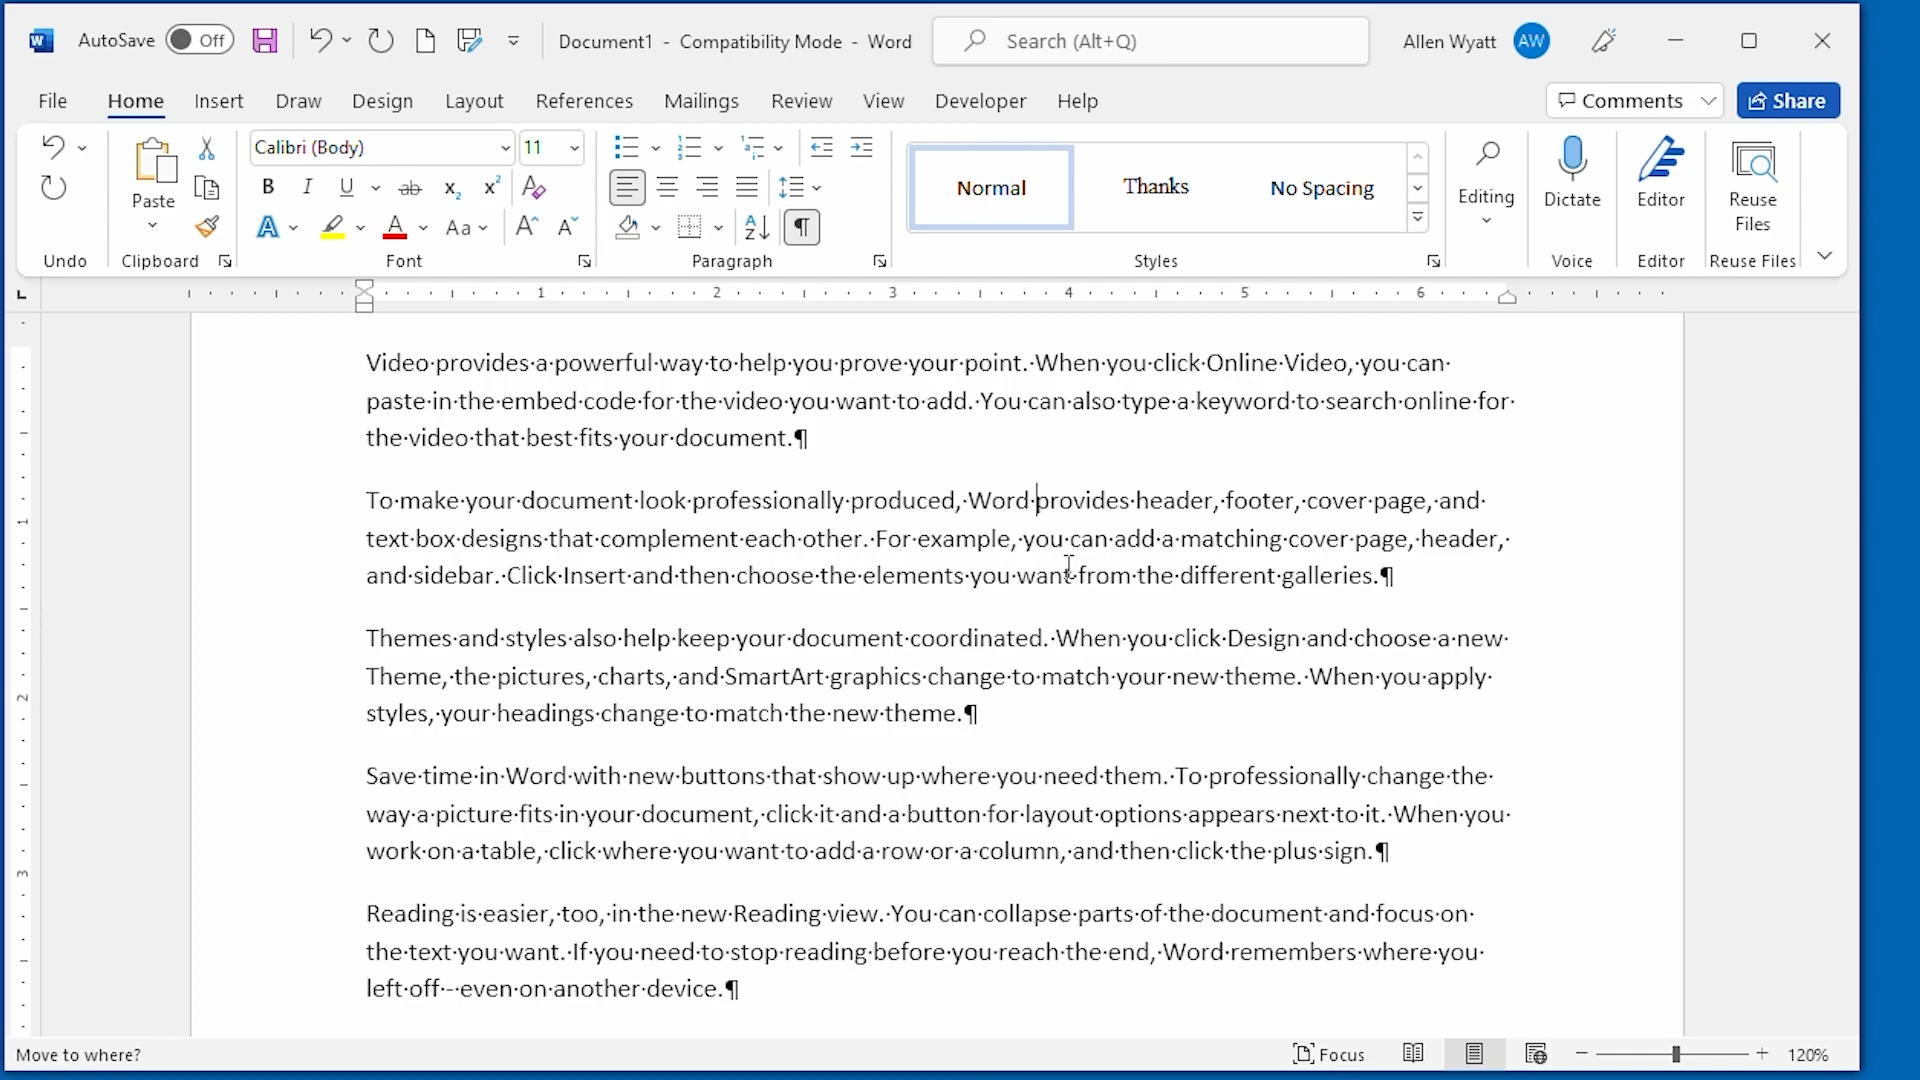 AutoSave Off Document1 - Compatibility Mode - Word Search (Alt+Q) Allen Wyatt AW
File Home Insert Draw Design Layout References Mailings Review View Developer Help Comments Share
Calibri (Body) 11
Paste
Normal Thanks No Spacing
Editing Dictate Editor Reuse Files
Undo Clipboard Font Paragraph Styles Voice Editor Reuse Files
1 2 3 4 5 6
Video provides a powerful way to help you prove your point. When you click Online Video, you can
paste in the embed code for the video you want to add. You can also type a keyword to search online for
the video that best fits your document.¶
To make your document look professionally produced, Word provides header, footer, cover page, and
text box designs that complement each other. For example, you can add a matching cover page, header,
and sidebar. Click Insert and then choose the elements you want from the different galleries.¶
Themes and styles also help keep your document coordinated. When you click Design and choose a new
Theme, the pictures, charts, and SmartArt graphics change to match your new theme. When you apply
styles, your headings change to match the new theme.¶
Save time in Word with new buttons that show up where you need them. To professionally change the
way a picture fits in your document, click it and a button for layout options appears next to it. When you
work on a table, click where you want to add a row or a column, and then click the plus sign.¶
Reading is easier, too, in the new Reading view. You can collapse parts of the document and focus on
the text you want. If you need to stop reading before you reach the end, Word remembers where you
left off -- even on another device.¶
1
2
3
Move to where? Focus 120%